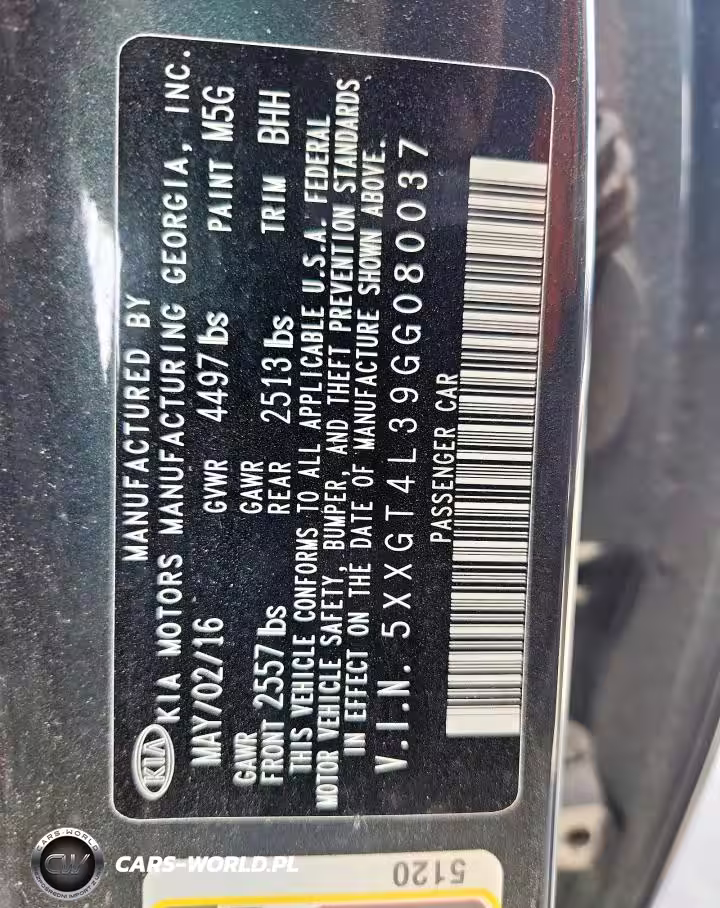 MANUFACTURED BY
KIA KIA MOTORS MANUFACTURING GEORGIA, INC.
MAY/02/16 GVWR 4497 lbs PAINT M5G
GAWR FRONT 2557 lbs GAWR REAR 2513 lbs TRIM BHH
THIS VEHICLE CONFORMS TO ALL APPLICABLE U.S.A. FEDERAL
MOTOR VEHICLE SAFETY, BUMPER, AND THEFT PREVENTION STANDARDS
IN EFFECT ON THE DATE OF MANUFACTURE SHOWN ABOVE.
V.I.N. 5XXGT4L39GG080037
PASSENGER CAR
5120
CARS-WORLD
CW
CARS-WORLD.PL